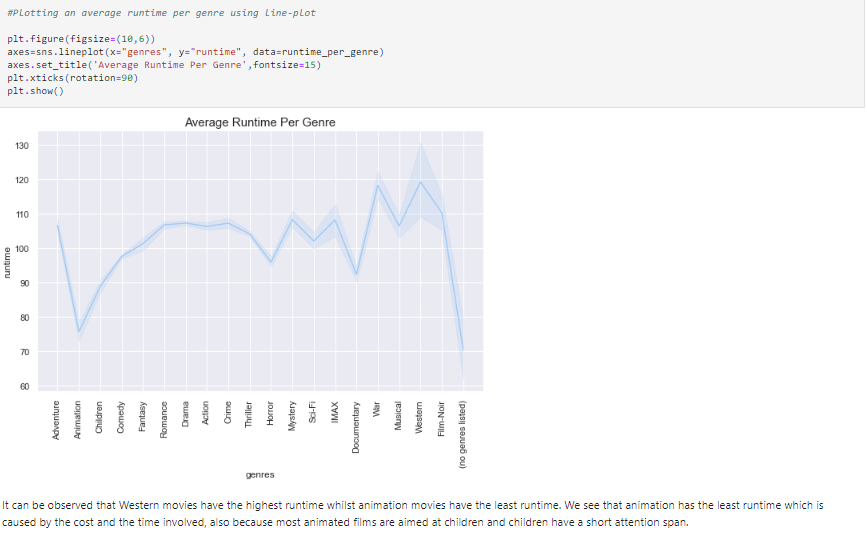 #Plotting an average runtime per genre using line-plot
plt.figure(figsize=(10,6))
axes=sns.lineplot(x="genres", y="runtime", data=runtime_per_genre)
axes.set_title('Average Runtime Per Genre',fontsize=15)
plt.xticks(rotation=90)
plt.show()
Average Runtime Per Genre
130
120
110
100
90
80
70
60
runtime
Adventure
Animation
Children
Comedy
Fantasy
Romance
Drama
Action
Crime
Thriller
Horror
Mystery
Sci-Fi
IMAX
Documentary
War
Musical
Western
Film-Noir
(no genres listed)
genres
It can be observed that Western movies have the highest runtime whilst animation movies have the least runtime. We see that animation has the least runtime which is
caused by the cost and the time involved, also because most animated films are aimed at children and children have a short attention span.